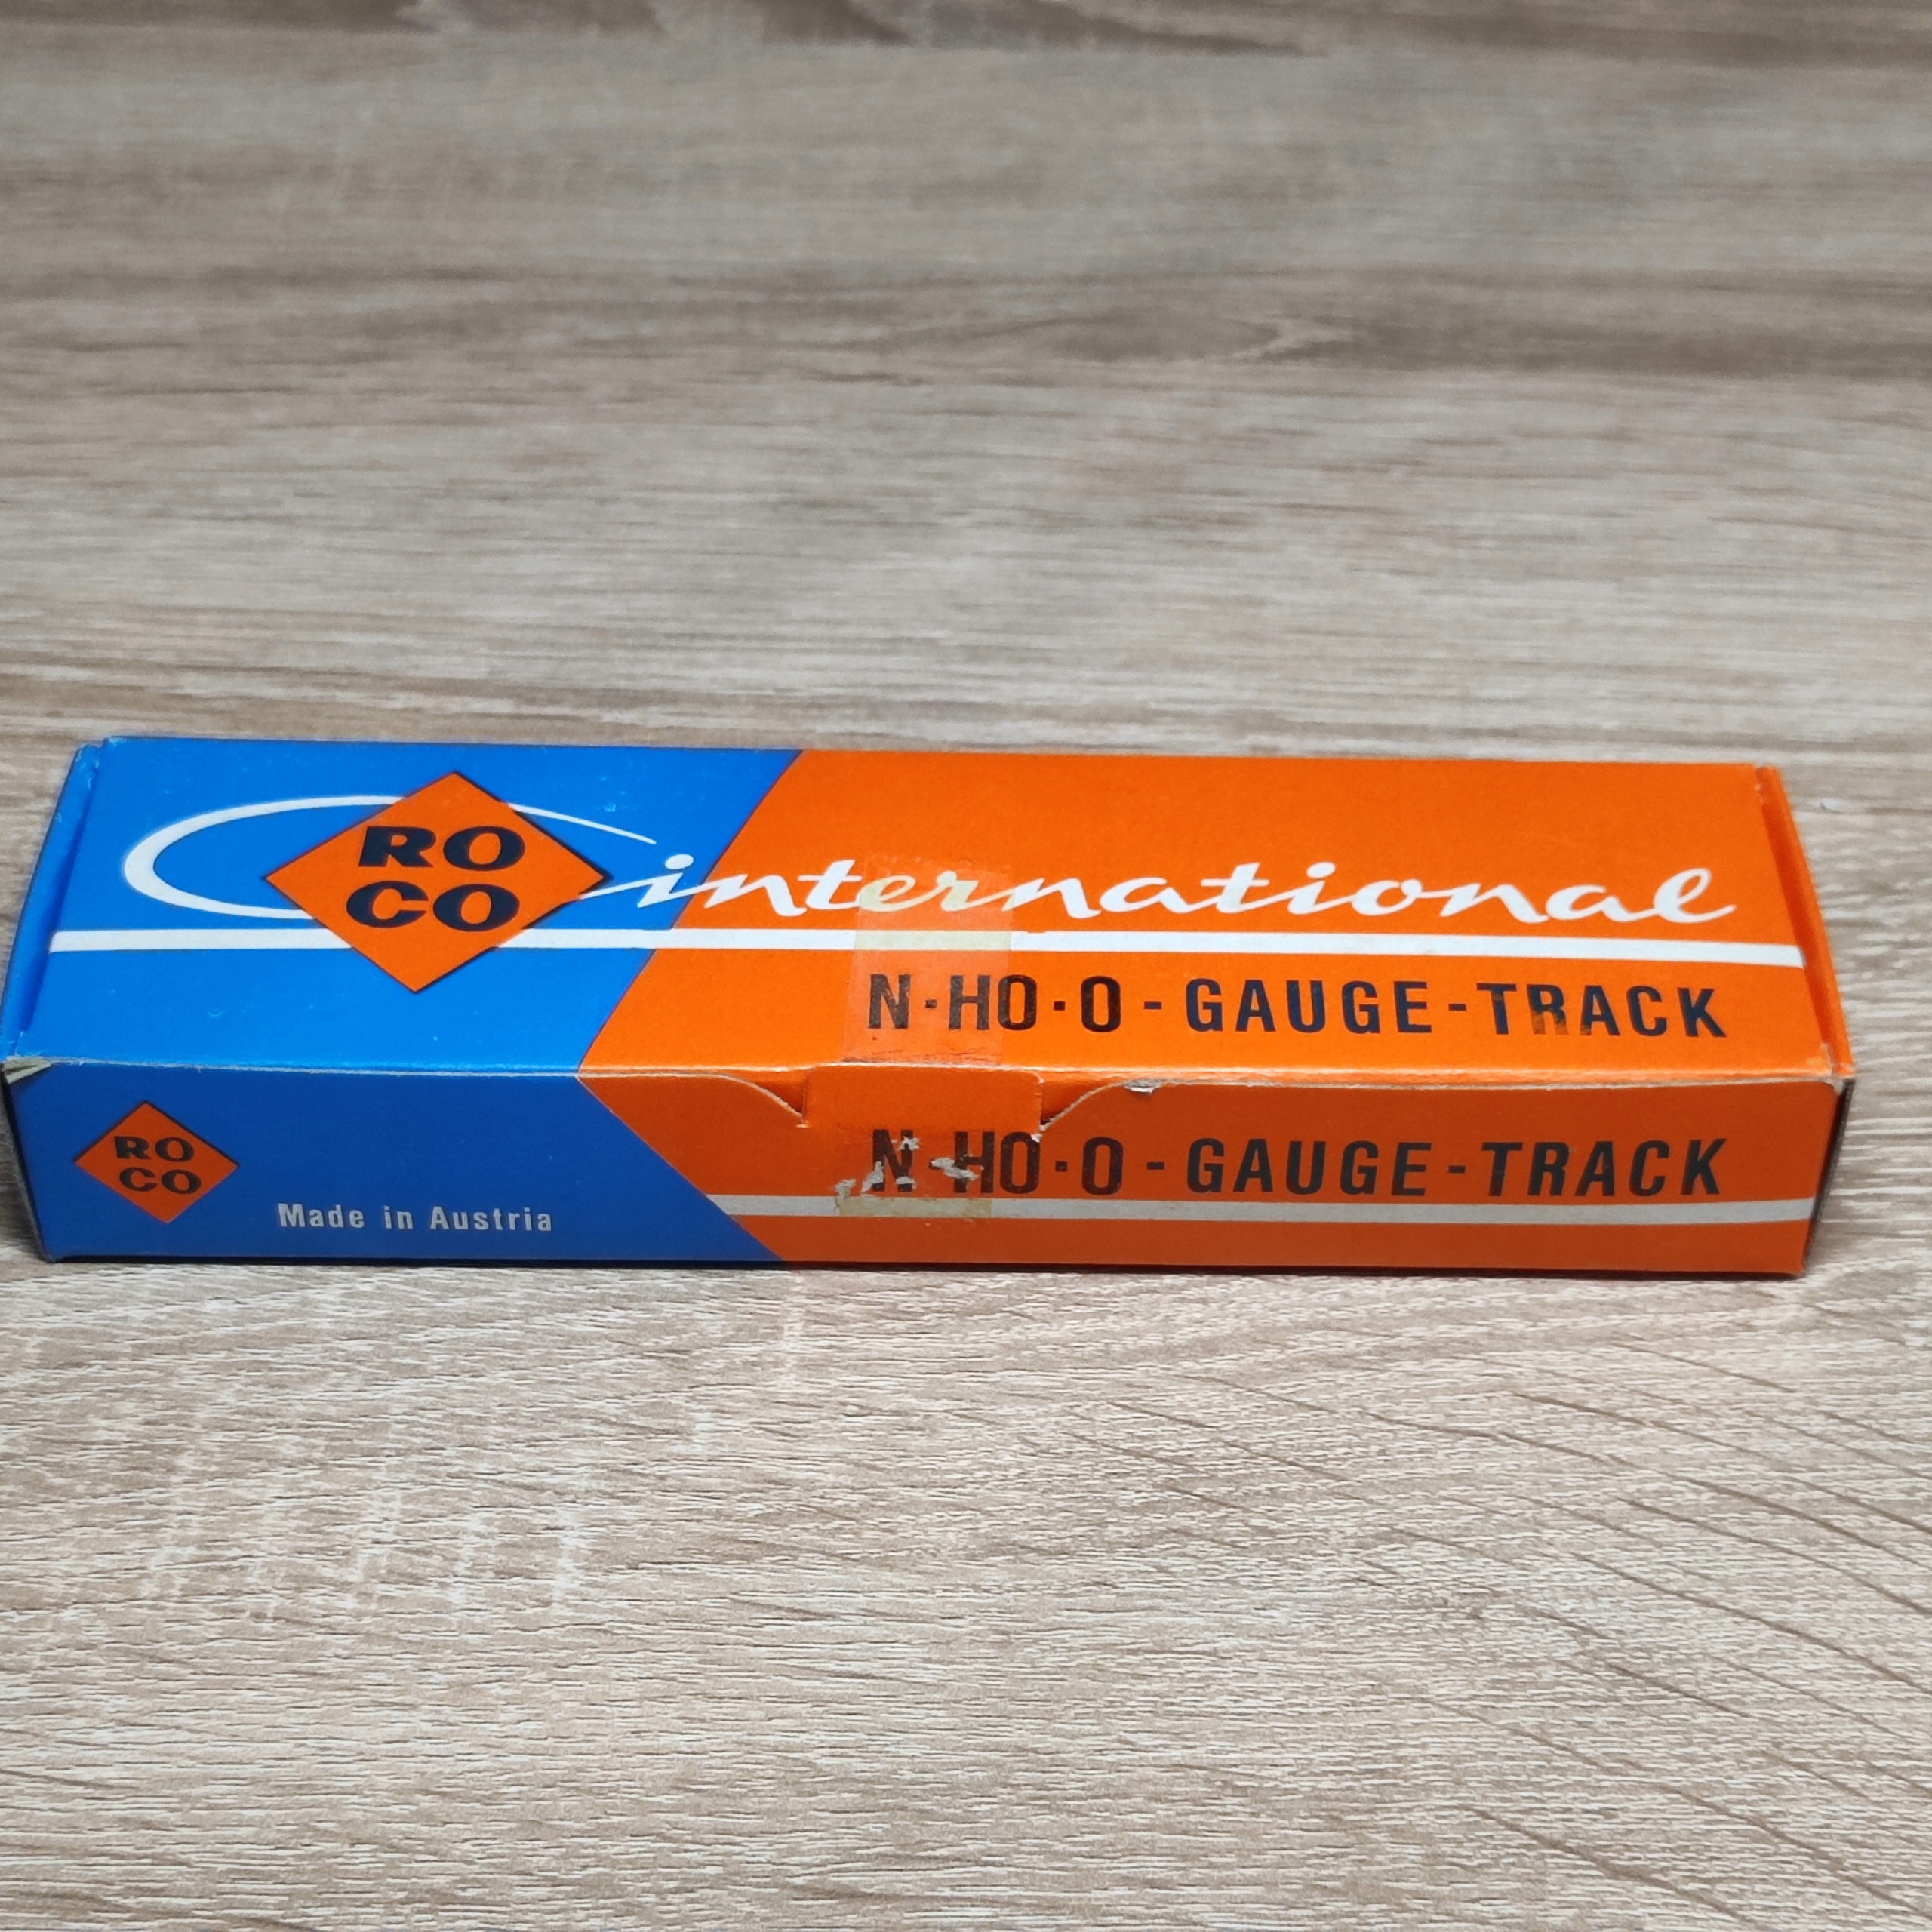 RO
CO
international
N·HO·O-GAUGE-TRACK
RO
CO
Made in Austria
N·HO·O-GAUGE-TRACK